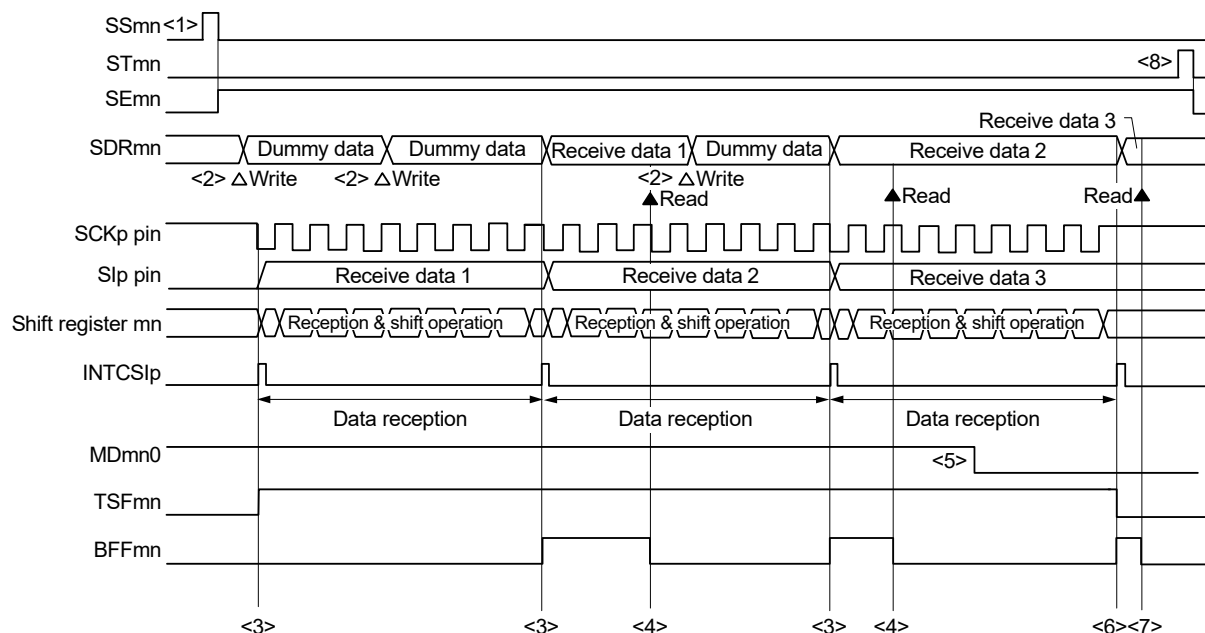 SSmn <1>
STmn <8>
SEmn
Receive data 3
SDRmn Dummy data Dummy data Receive data 1 Dummy data Receive data 2
<2> △Write <2> △Write <2> △Write
▲Read ▲Read Read▲
SCKp pin
SIp pin Receive data 1 Receive data 2 Receive data 3
Shift register mn Reception & shift operation Reception & shift operation Reception & shift operation
INTCSIp
Data reception Data reception Data reception
MDmn0 <5>
TSFmn
BFFmn
<3> <3> <4> <3> <4> <6><7>